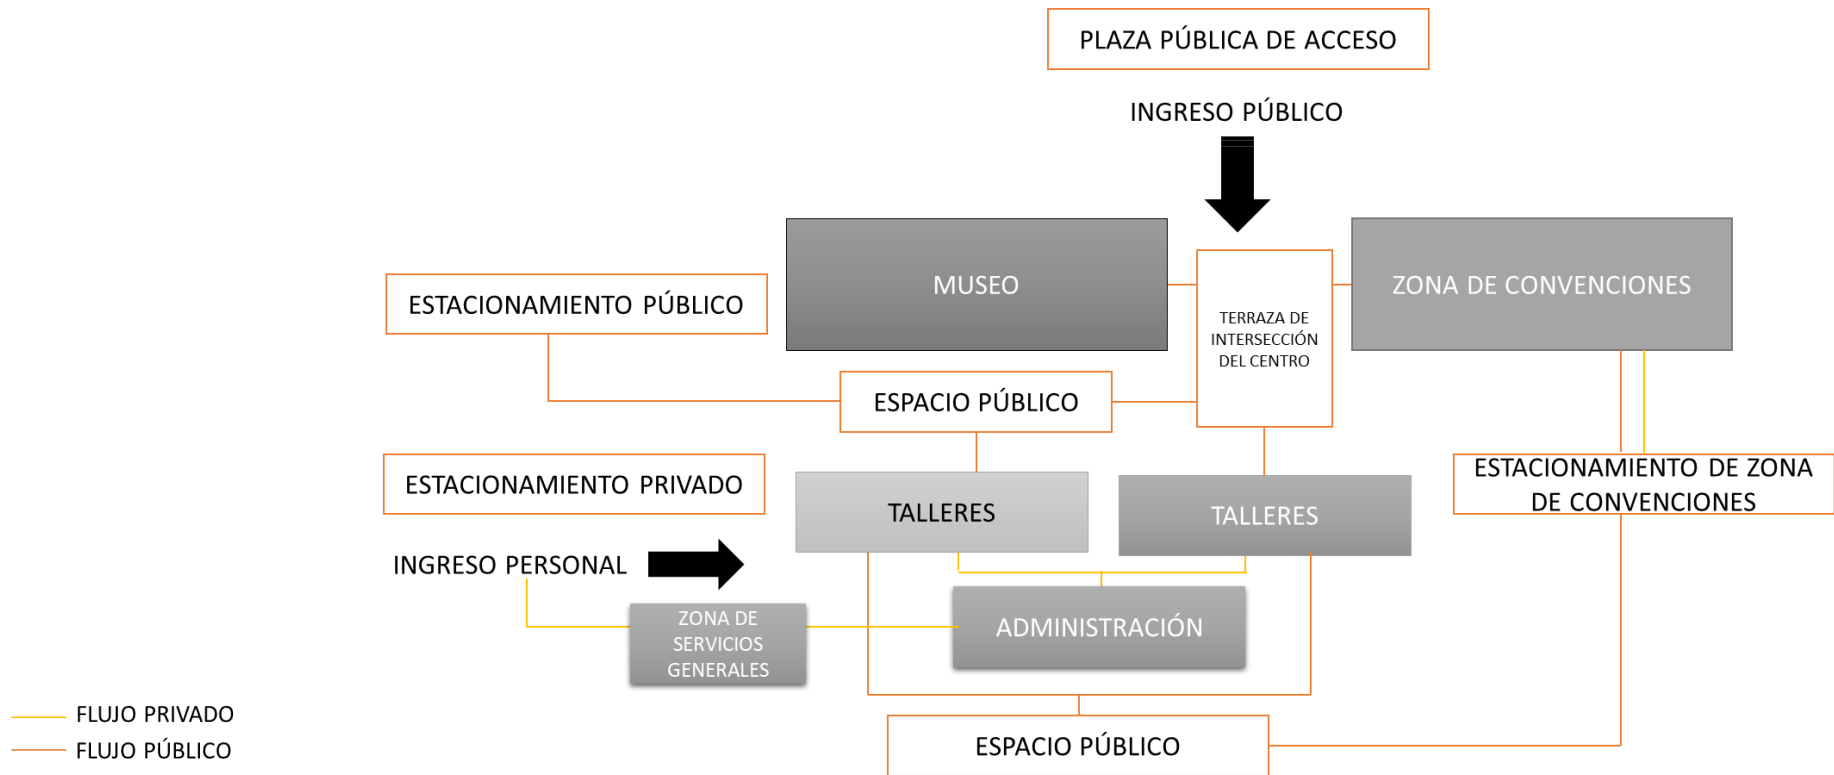 PLAZA PÚBLICA DE ACCESO
INGRESO PÚBLICO
MUSEO
ZONA DE CONVENCIONES
ESTACIONAMIENTO PÚBLICO
TERRAZA DE
INTERSECCIÓN
DEL CENTRO
ESPACIO PÚBLICO
ESTACIONAMIENTO PRIVADO
ESTACIONAMIENTO DE ZONA
DE CONVENCIONES
TALLERES
TALLERES
INGRESO PERSONAL
ZONA DE
SERVICIOS
GENERALES
ADMINISTRACIÓN
FLUJO PRIVADO
FLUJO PÚBLICO
ESPACIO PÚBLICO